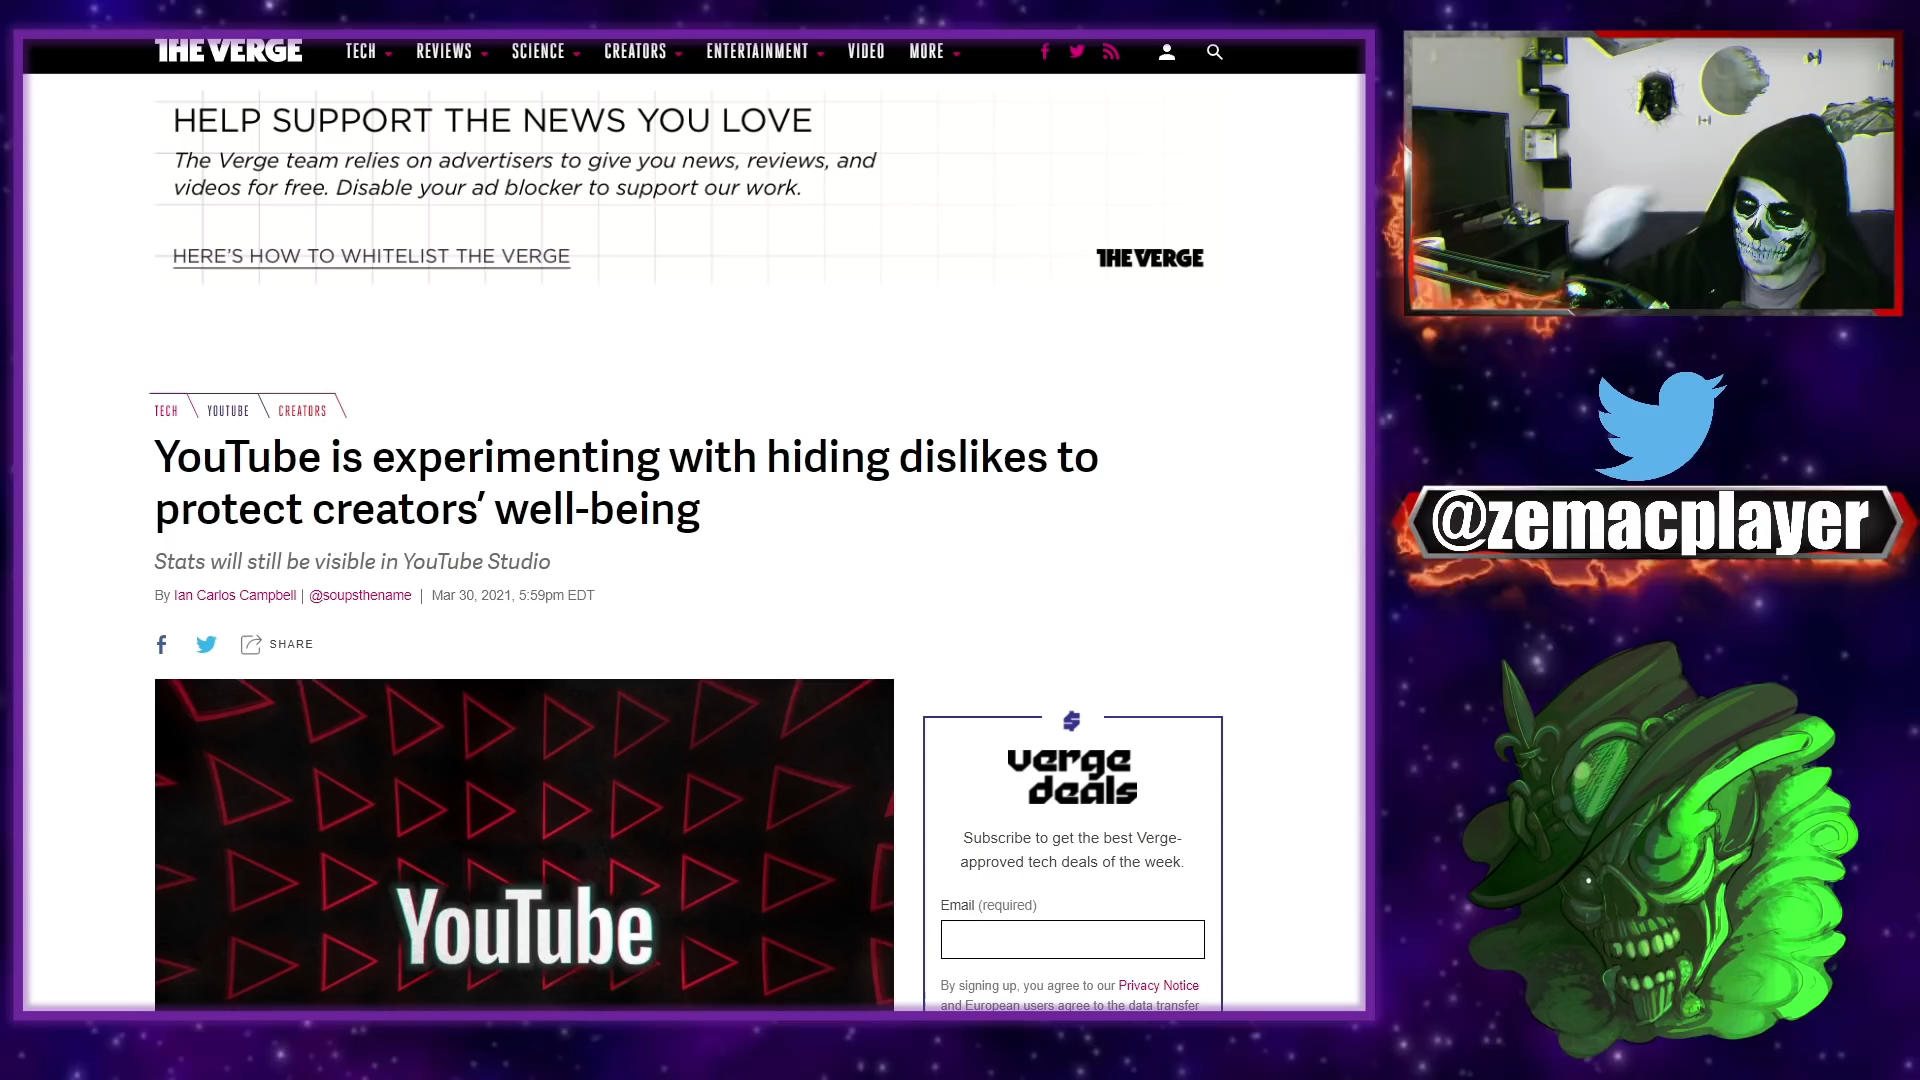 THE VERGE
TECH REVIEWS SCIENCE CREATORS ENTERTAINMENT VIDEO MORE
HELP SUPPORT THE NEWS YOU LOVE
The Verge team relies on advertisers to give you news, reviews, and
videos for free. Disable your ad blocker to support our work.
HERE'S HOW TO WHITELIST THE VERGE
THE VERGE
TECH YOUTUBE CREATORS
YouTube is experimenting with hiding dislikes to
protect creators’ well-being
Stats will still be visible in YouTube Studio
By Ian Carlos Campbell | @soupsthename | Mar 30, 2021, 5:59pm EDT
SHARE
YouTube
verge
deals
Subscribe to get the best Verge-
approved tech deals of the week.
Email (required)
By signing up, you agree to our Privacy Notice
and European users agree to the data transfer
@zemacplayer